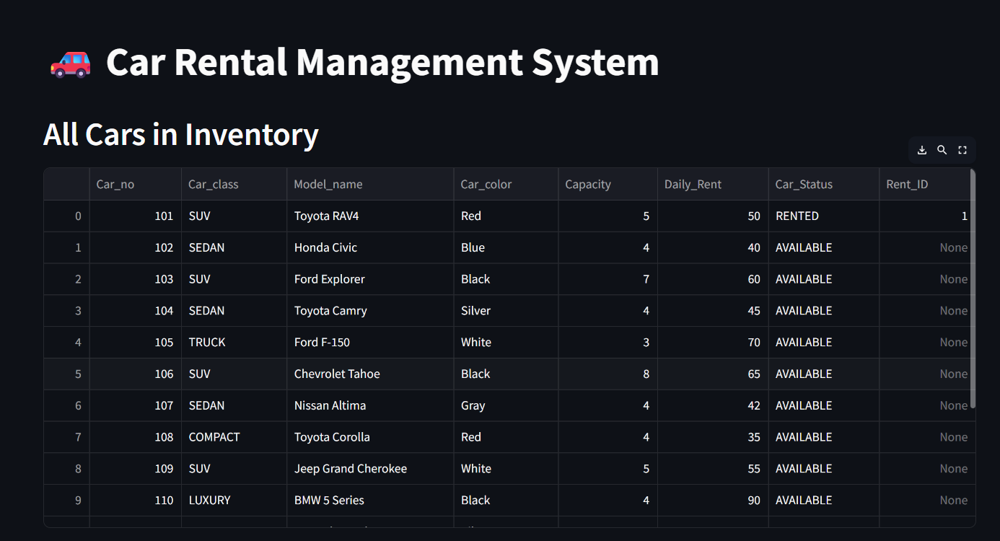 Car Rental Management System
All Cars in Inventory
Car_no Car_class Model_name Car_color Capacity Daily_Rent Car_Status Rent_ID
0 101 SUV Toyota RAV4 Red 5 50 RENTED 1
1 102 SEDAN Honda Civic Blue 4 40 AVAILABLE None
2 103 SUV Ford Explorer Black 7 60 AVAILABLE None
3 104 SEDAN Toyota Camry Silver 4 45 AVAILABLE None
4 105 TRUCK Ford F-150 White 3 70 AVAILABLE None
5 106 SUV Chevrolet Tahoe Black 8 65 AVAILABLE None
6 107 SEDAN Nissan Altima Gray 4 42 AVAILABLE None
7 108 COMPACT Toyota Corolla Red 4 35 AVAILABLE None
8 109 SUV Jeep Grand Cherokee White 5 55 AVAILABLE None
9 110 LUXURY BMW 5 Series Black 4 90 AVAILABLE None